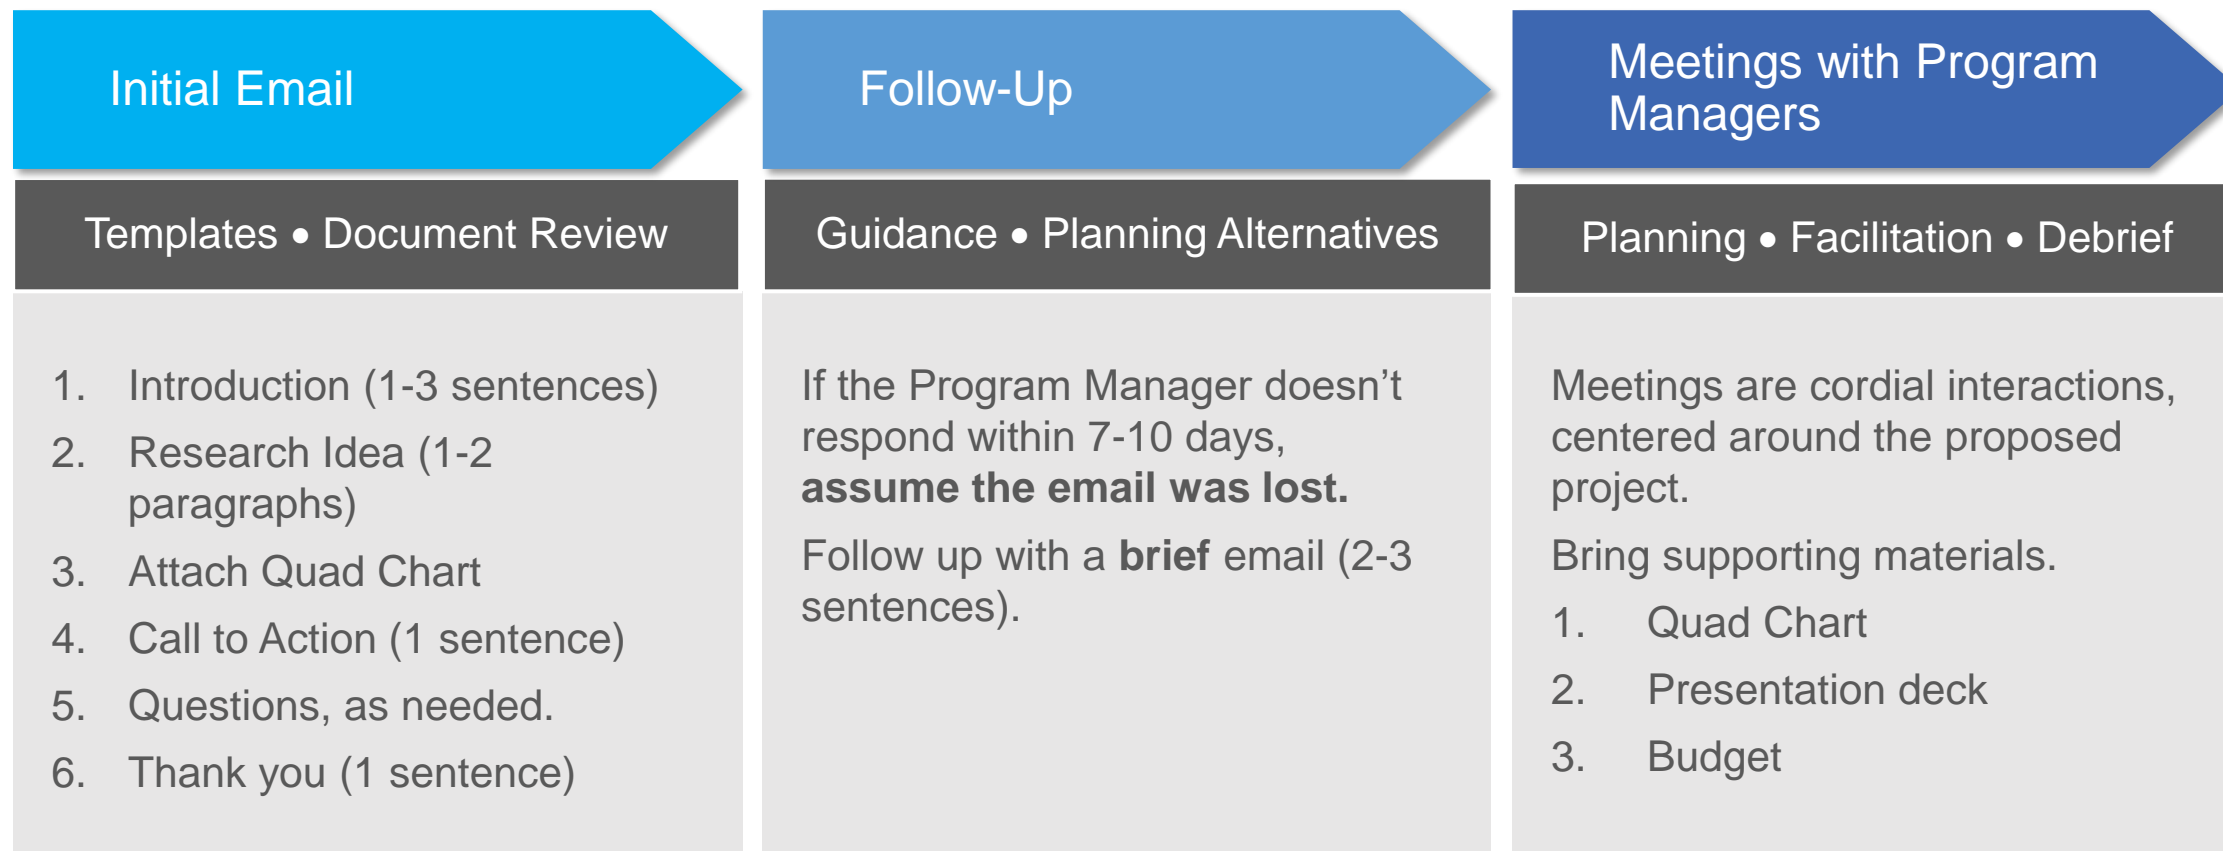 Initial Email
Templates • Document Review
1. Introduction (1-3 sentences)
2. Research Idea (1-2
paragraphs)
3. Attach Quad Chart
4. Call to Action (1 sentence)
5. Questions, as needed.
6. Thank you (1 sentence)
Follow-Up
Guidance • Planning Alternatives
If the Program Manager doesn’t
respond within 7-10 days,
assume the email was lost.
Follow up with a brief email (2-3
sentences).
Meetings with Program
Managers
Planning • Facilitation • Debrief
Meetings are cordial interactions,
centered around the proposed
project.
Bring supporting materials.
1. Quad Chart
2. Presentation deck
3. Budget